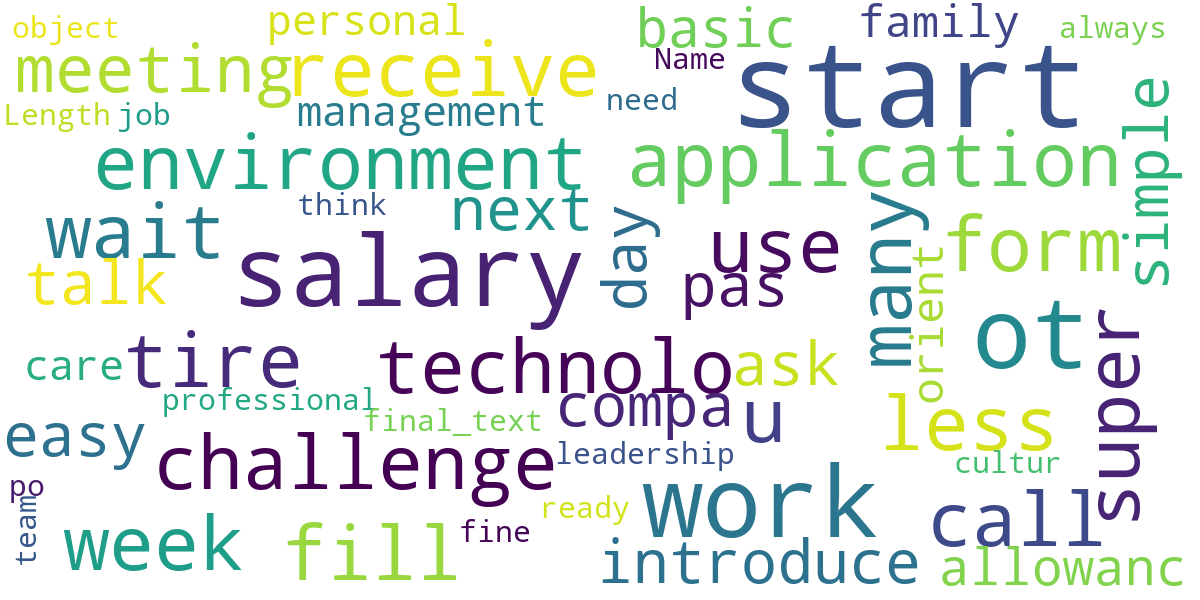 object
personal
basic
family
always
meeting
receive
Name
start
Length
job
management
need
environment
application
simple
think
next
wait
day
many
use
form
talk
salary
pas
orient
ot
care
tire
technolo
ask
super
professional
final_text
compa
u
less
easy
challenge
leadership
cultur
po
team
week
fill
fine
ready
work
call
introduce
allowanc